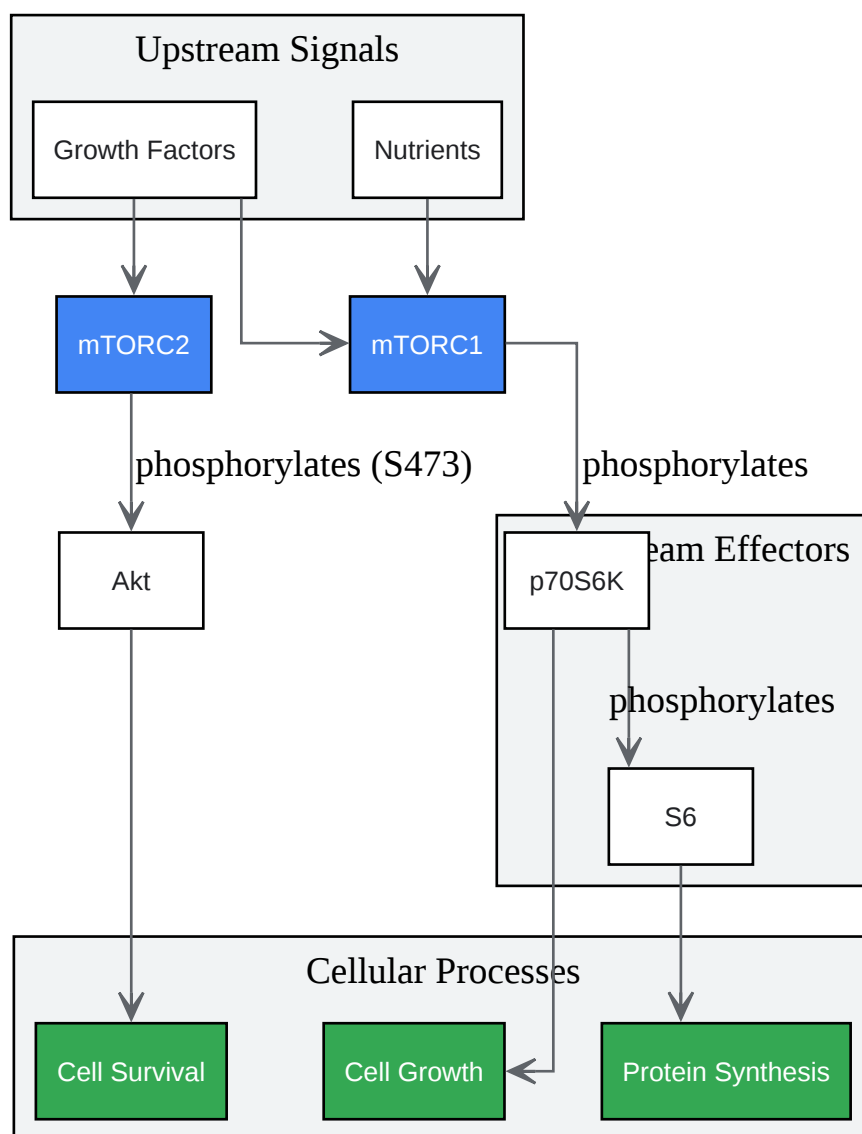 Upstream Signals
Growth Factors
Nutrients
mTORC2
mTORC1
phosphorylates (S473)
phosphorylates
Effectors
Akt
p70S6K
phosphorylates
S6
Cellular Processes
Cell Survival
Cell Growth
Protein Synthesis